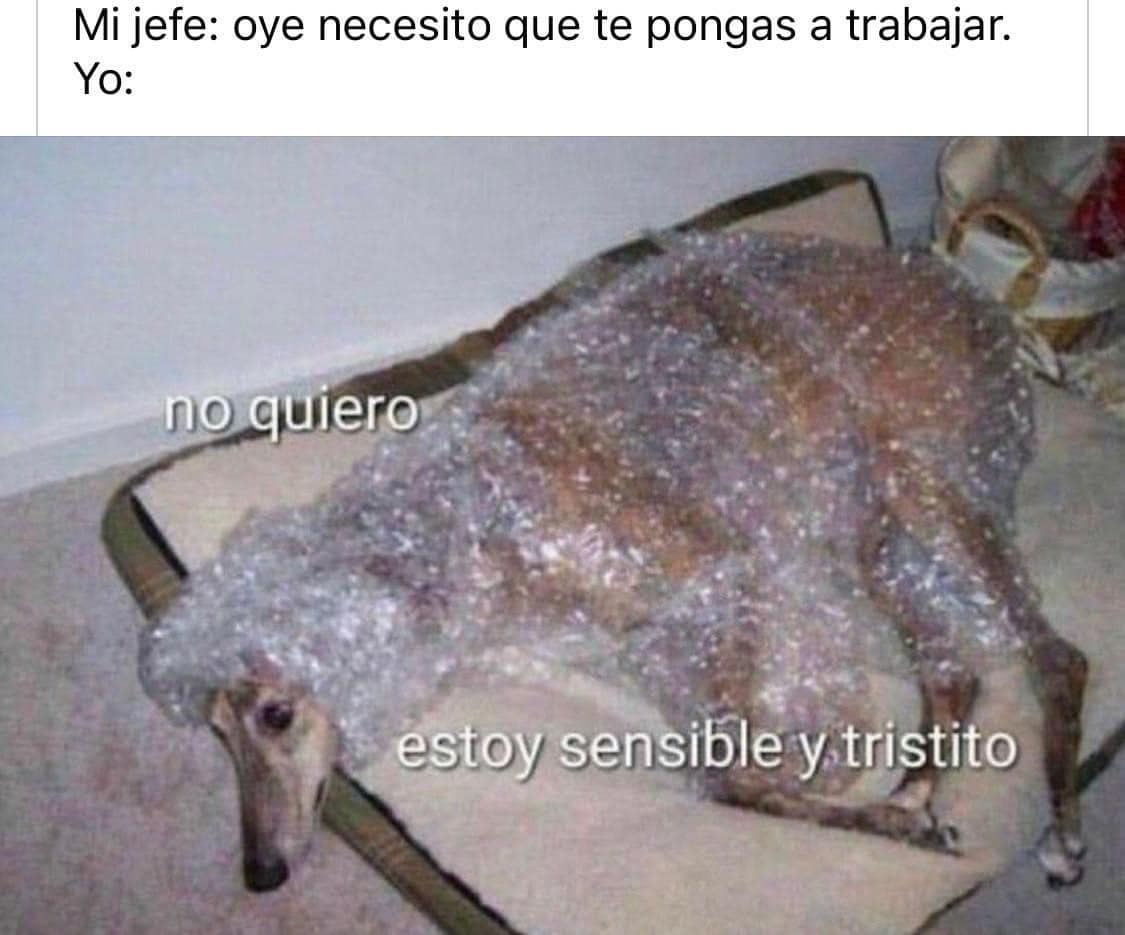 Mi jefe: oye necesito que te pongas a trabajar.
Yo:
no quiero
estoy sensible y tristito